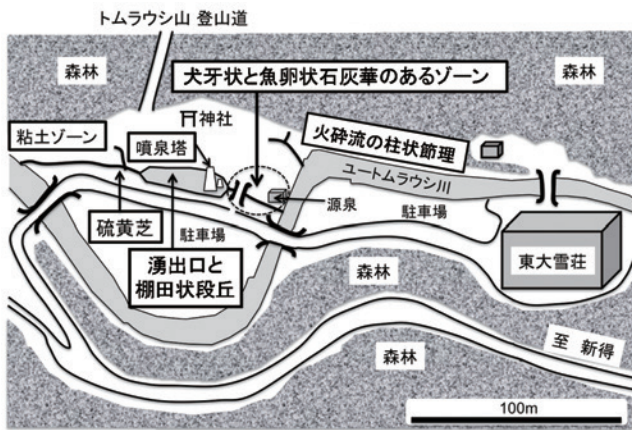 トムラウシ山 登山道
森林
犬牙状と魚卵状石灰華のあるゾーン
森林
神社
粘土ゾーン
噴泉塔
火砕流の柱状節理
ユートムラウシ川
源泉
硫黄芝
駐車場
駐車場
湧出口と
棚田状段丘
東大雪荘
森林
森林
至 新得
100m